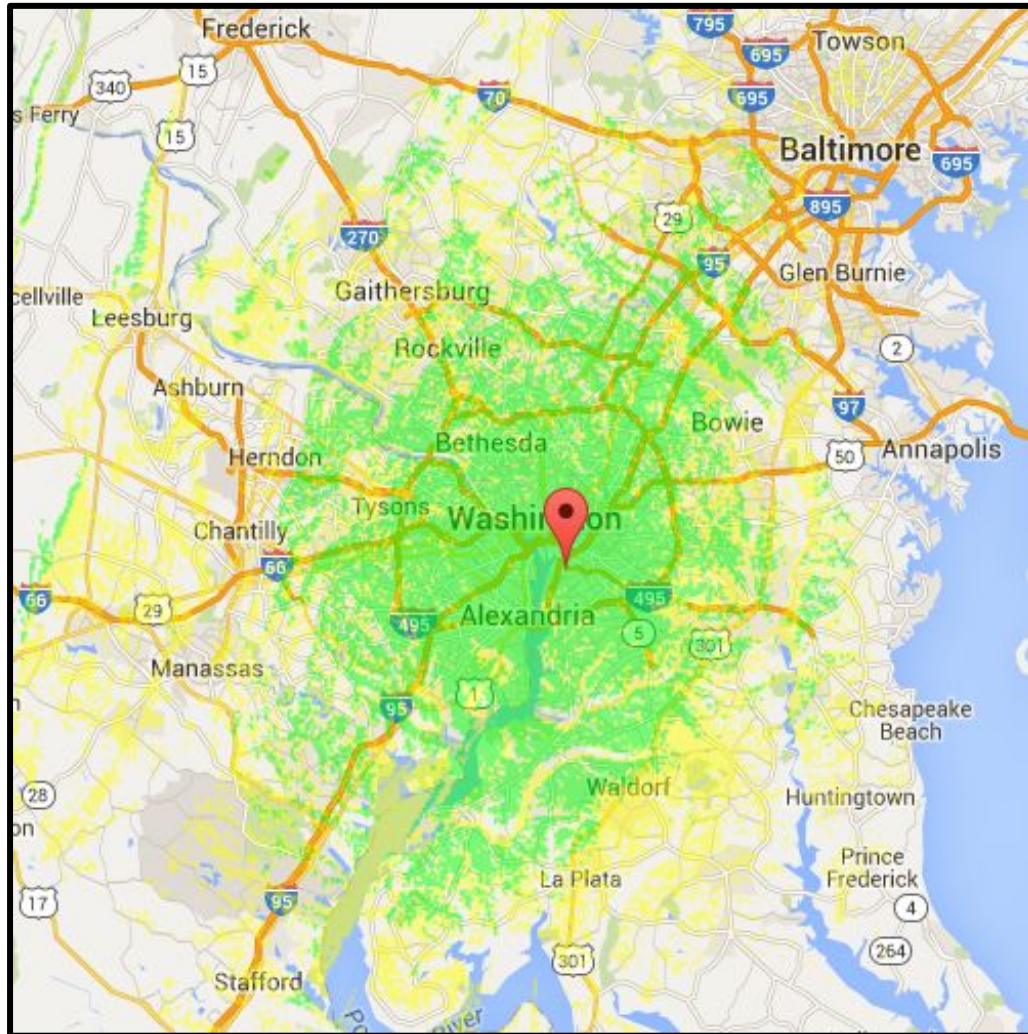 795
695
Towson
Frederick
15
695
340
70
695
s Ferry
15
Baltimore
695
29
895
270
95
Glen Burnie
Gaithersburg
cellville
Leesburg
Rockville
2
Ashburn
97
Bowie
Bethesda
Annapolis
50
Herndon
Tysons
Washington
Chantilly
66
66
29
495
Alexandria
495
5
301
Manassas
1
95
Chesapeake
Beach
Waldorf
28
Huntingtown
on
La Plata
Prince
Frederick
17
95
4
301
264
Stafford
River